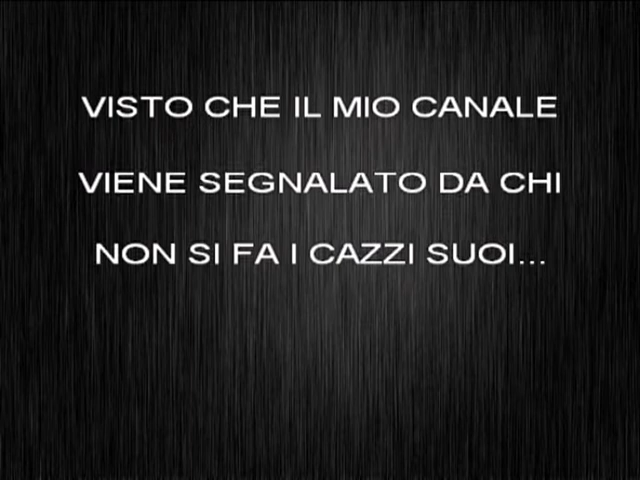 VISTO CHE IL MIO CANALE
VIENE SEGNALATO DA CHI
NON SI FA I CAZZI SUOI...